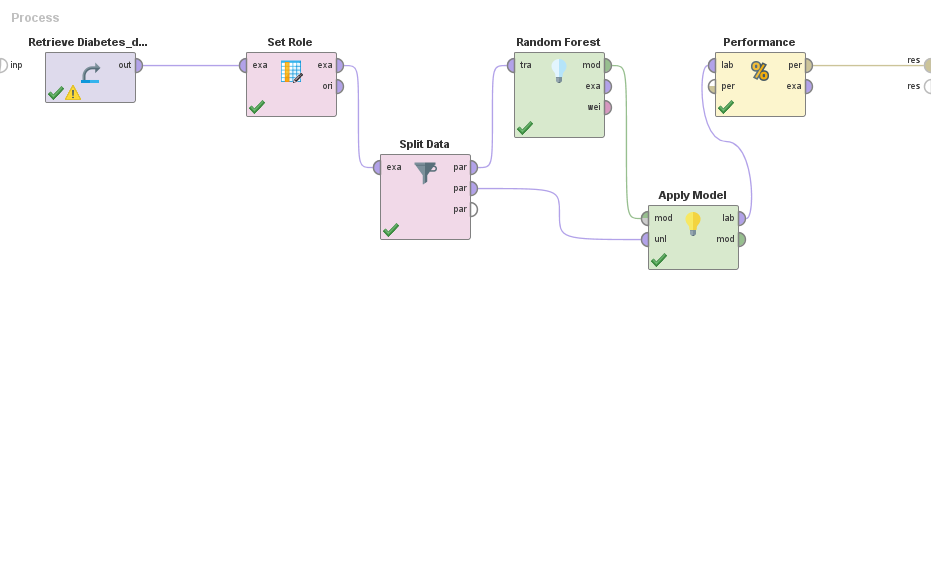 Process
Retrieve Diabetes_d...
inp
out
Set Role
exa
exa
ori
Split Data
exa
par
par
par
Random Forest
tra
mod
exa
wei
Apply Model
mod
lab
unl
mod
Performance
%
lab
per
per
exa
res
res